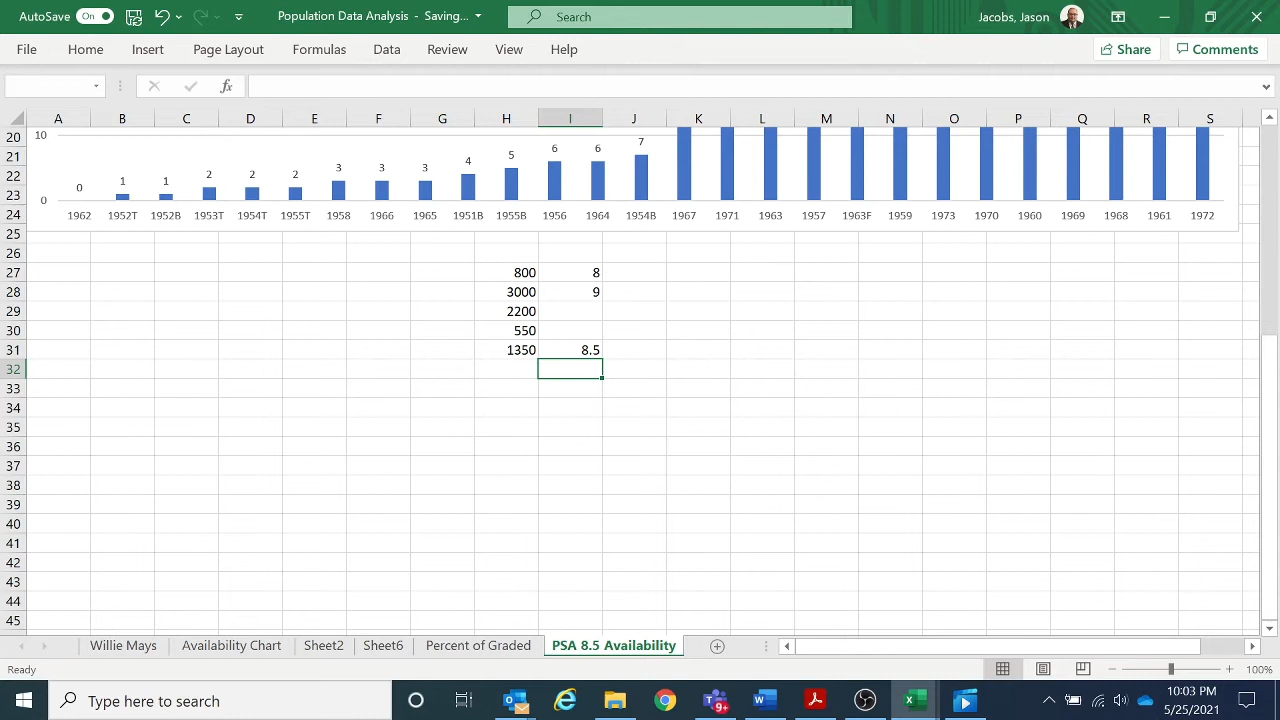 AutoSave On Population Data Analysis - Saving... Search Jacobs, Jason
File Home Insert Page Layout Formulas Data Review View Help Share Comments
fx
A B C D E F G H I J K L M N O P Q R S
20 10
21
22
23
0
0 1 1 2 2 2 3 3 3 4 5 6 6 7
24 1962 1952T 1952B 1953T 1954T 1955T 1958 1966 1965 1951B 1955B 1956 1964 1954B 1967 1971 1963 1957 1963F 1959 1973 1970 1960 1969 1968 1961 1972
25
26
27 800 8
28 3000 9
29 2200
30 550
31 1350 8.5
32
33
34
35
36
37
38
39
40
41
42
43
44
45
Willie Mays Availability Chart Sheet2 Sheet6 Percent of Graded PSA 8.5 Availability
Ready 100%
Type here to search 9+ 10:03 PM
5/25/2021